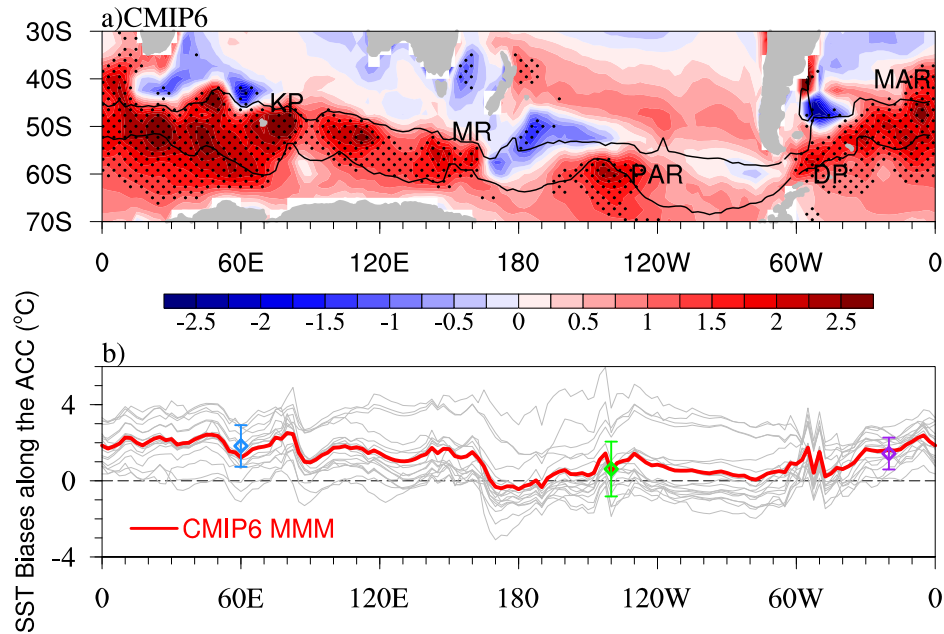 a)CMIP6
30S
40S
50S
60S
70S
KP
MR
PAR
DP
MAR
0 60E 120E 180 120W 60W 0
-2.5 -2 -1.5 -1 -0.5 0 0.5 1 1.5 2 2.5
b)
SST Biases along the ACC (°C)
4
0
-4
CMIP6 MMM
0 60E 120E 180 120W 60W 0